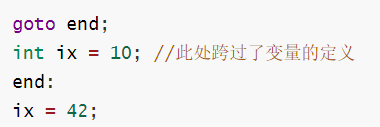 goto end;
int ix = 10; //此处跨过了变量的定义
end:
ix = 42;